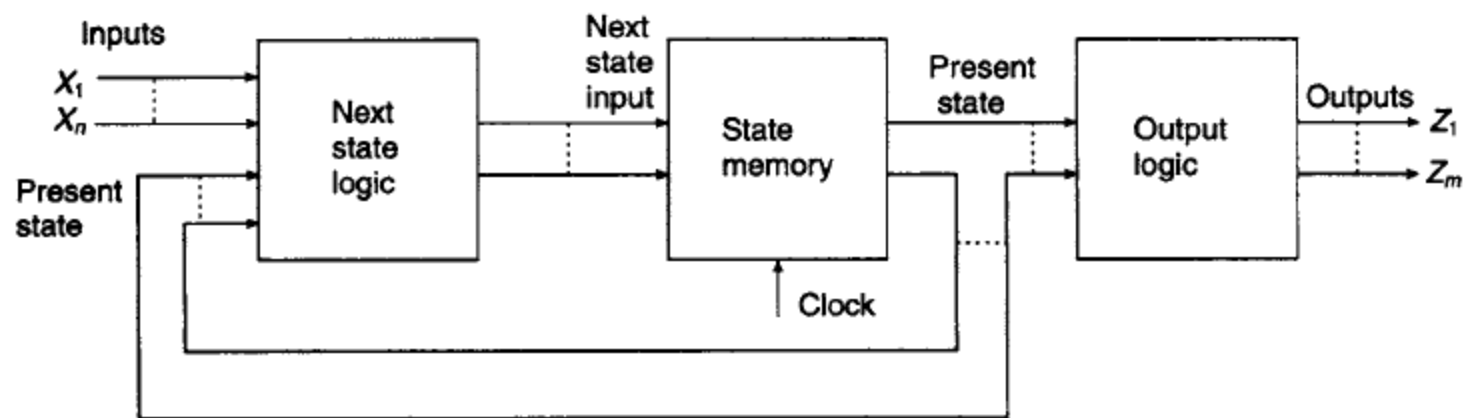 Inputs
X1
Xn
Present
state
Next
state
logic
Next
state
input
State
memory
Clock
Present
state
Output
logic
Outputs
Z1
Zm